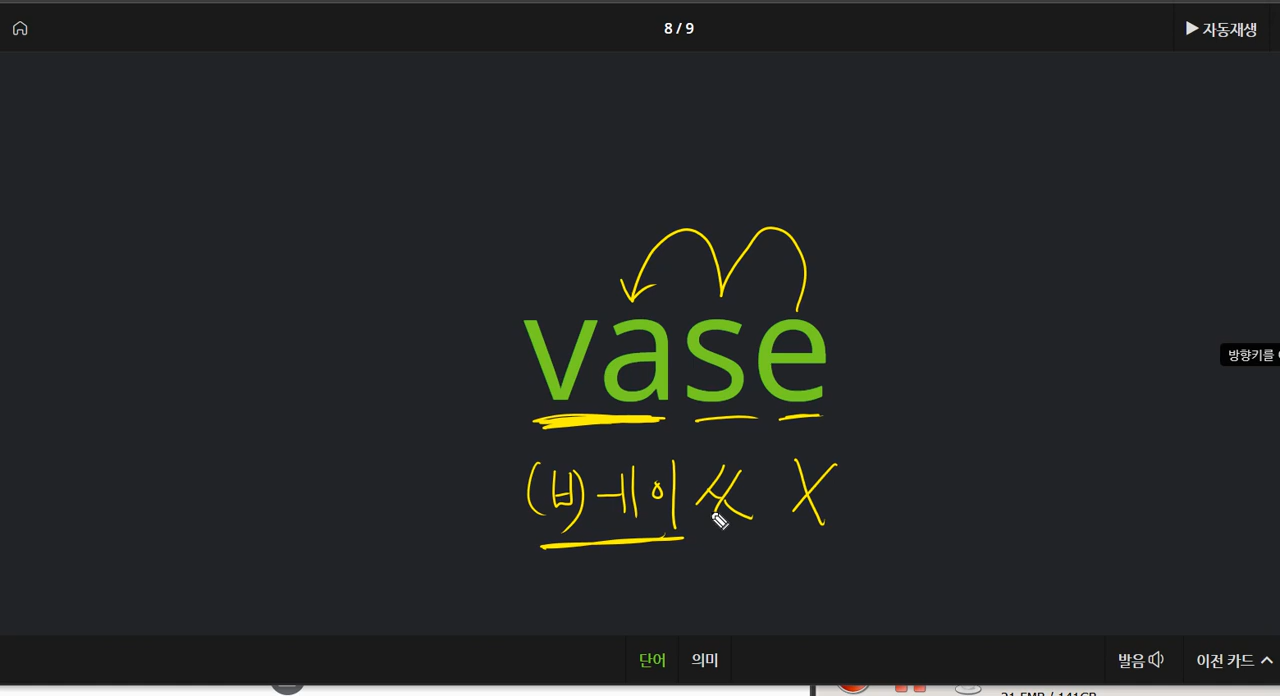 8 / 9
▶ 자동재생
vase
방향키를
(ㅂ)ㅔ이 ㅅ X
단어 의미 발음 이전 카드